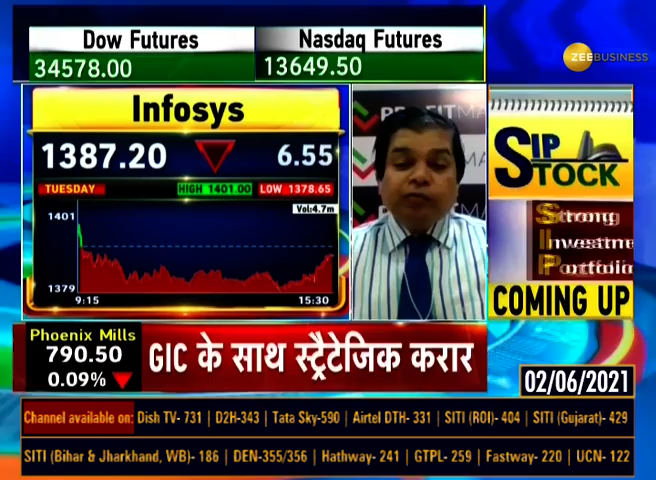 Dow Futures
Nasdaq Futures
34578.00
13649.50
ZEEBUSINESS
Infosys
1387.20
6.55
TUESDAY
HIGH 1401.00
LOW 1378.65
Vol:4.7m
1401
1379
9:15
15:30
PROFITMA
SIP
STOCK
Strong
Investme
Portfolio
COMING UP
Phoenix Mills
790.50
0.09%
GIC के साथ स्ट्रैटेजिक करार
02/06/2021
Channel available on: Dish TV- 731 | D2H-343 | Tata Sky-590 | Airtel DTH- 331 | SITI (ROI)- 404 | SITI (Gujarat)- 429
SITI (Bihar & Jharkhand, WB)- 186 | DEN-355/356 | Hathway- 241 | GTPL- 259 | Fastway- 220 | UCN- 122